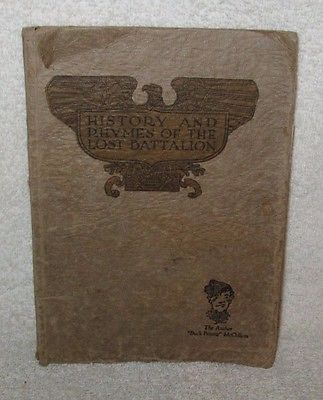 HISTORY AND
RHYMES OF THE
LOST BATTALION
The Author
"Buck Private" McCollum